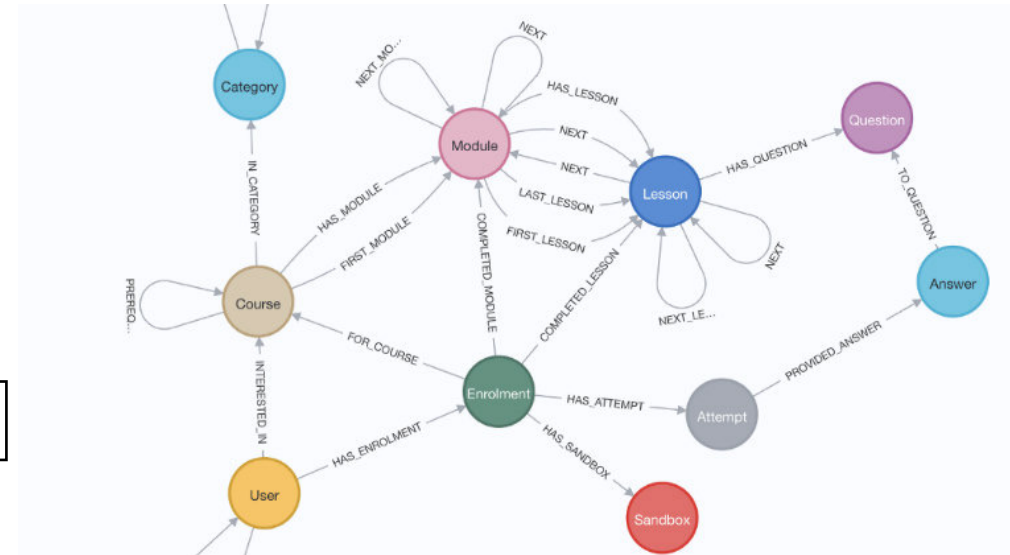 NEXT
NEXT_MO...
HAS_LESSON
Category
Question
NEXT
Module
NEXT
HAS_QUESTION
LAST_LESSON
Lesson
IN_CATEGORY
HAS_MODULE
TO_QUESTION
FIRST_LESSON
FIRST_MODULE
COMPLETED_MODULE
NEXT
COMPLETED_LESSON
Answer
PREREQ...
Course
NEXT_LE...
FOR_COURSE
PROVIDED_ANSWER
INTERESTED_IN
Enrolment
HAS_ATTEMPT
Attempt
HAS_ENROLMENT
HAS_SANDBOX
User
Sandbox